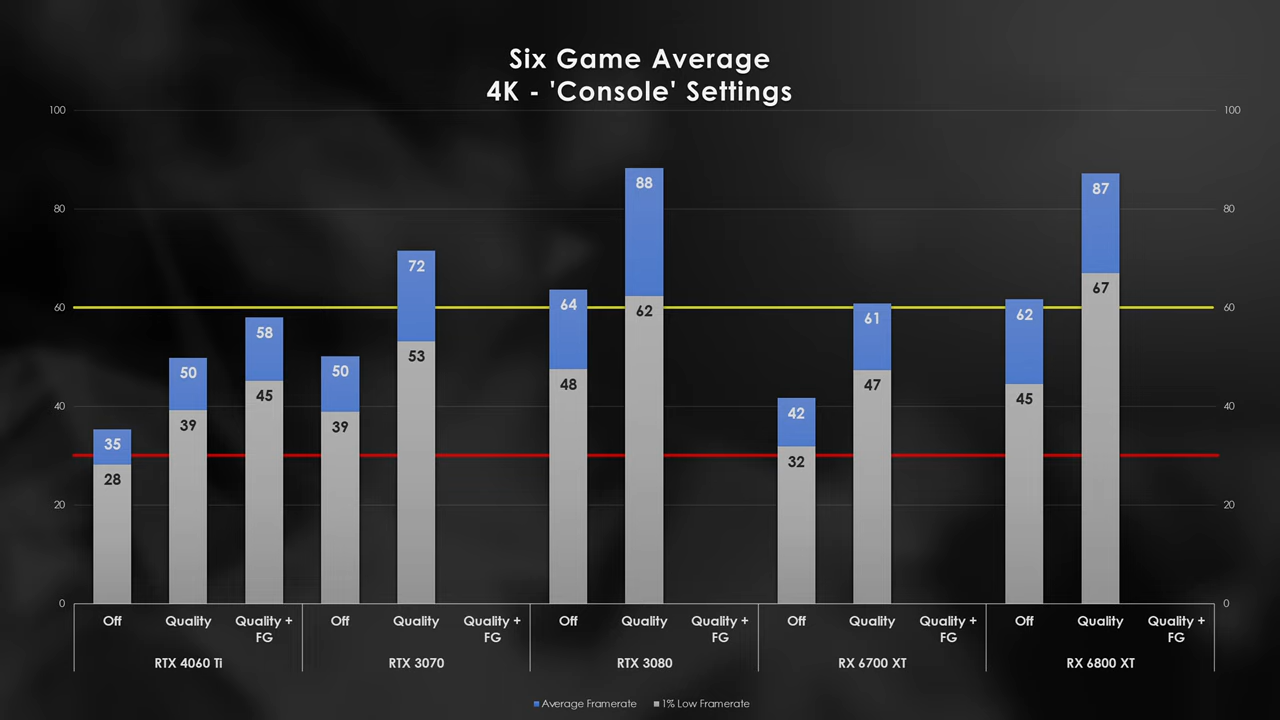 Six Game Average
4K - 'Console' Settings
100 100
80 80
60 60
40 40
20 20
0 0
35 50 58 50 72 64 88 42 61 62 87
28 39 45 39 53 48 62 32 47 45 67
Off Quality Quality + Off Quality Quality + Off Quality Quality + Off Quality Quality + Off Quality Quality +
FG FG FG FG FG
RTX 4060 Ti RTX 3070 RTX 3080 RX 6700 XT RX 6800 XT
Average Framerate 1% Low Framerate